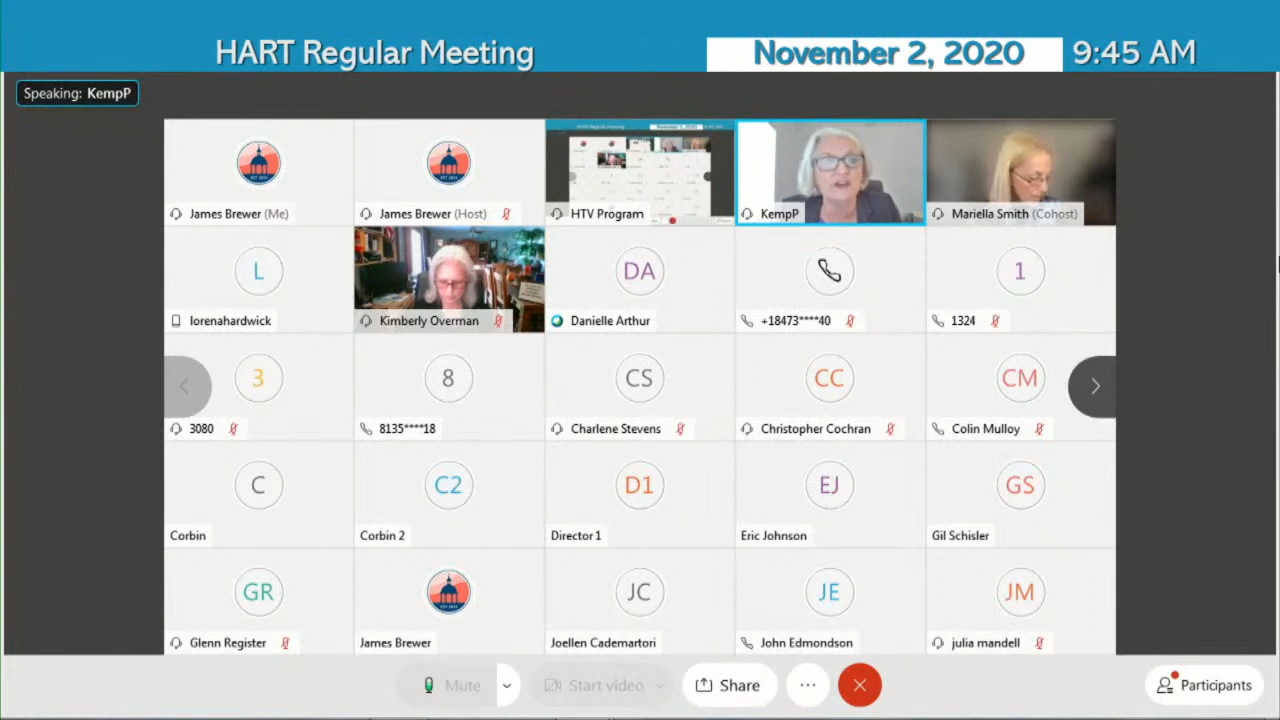 HART Regular Meeting
November 2, 2020
9:45 AM
Speaking: KempP
James Brewer (Me)
James Brewer (Host)
HTV Program
KempP
Mariella Smith (Cohost)
L
DA
1
lorenahardwick
Kimberly Overman
Danielle Arthur
+18473****40
1324
3
8
CS
CC
CM
3080
8135****18
Charlene Stevens
Christopher Cochran
Colin Mulloy
C
C2
D1
EJ
GS
Corbin
Corbin 2
Director 1
Eric Johnson
Gil Schisler
GR
JC
JE
JM
Glenn Register
James Brewer
Joellen Cademartori
John Edmondson
julia mandell
Mute
Start video
Share
Participants